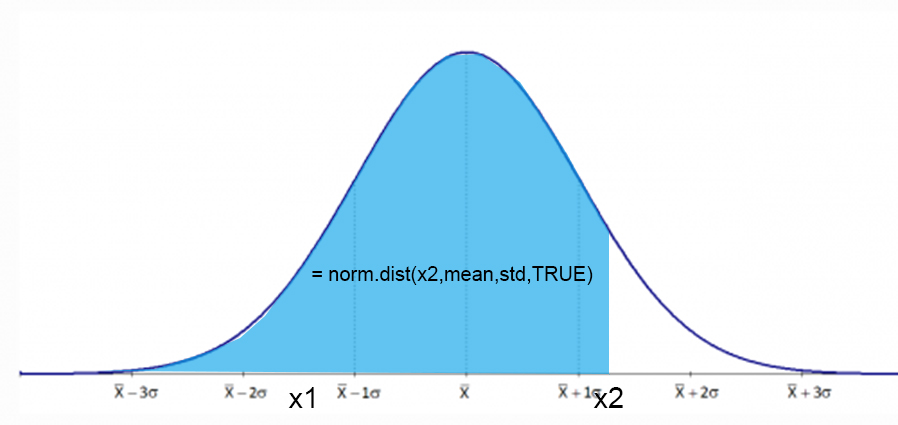 = norm.dist(x2,mean,std,TRUE)
x̅ − 3σ x̅ − 2σ x̅ − 1σ x̅ x̅ + 1σ x̅ + 2σ x̅ + 3σ
x1 x2